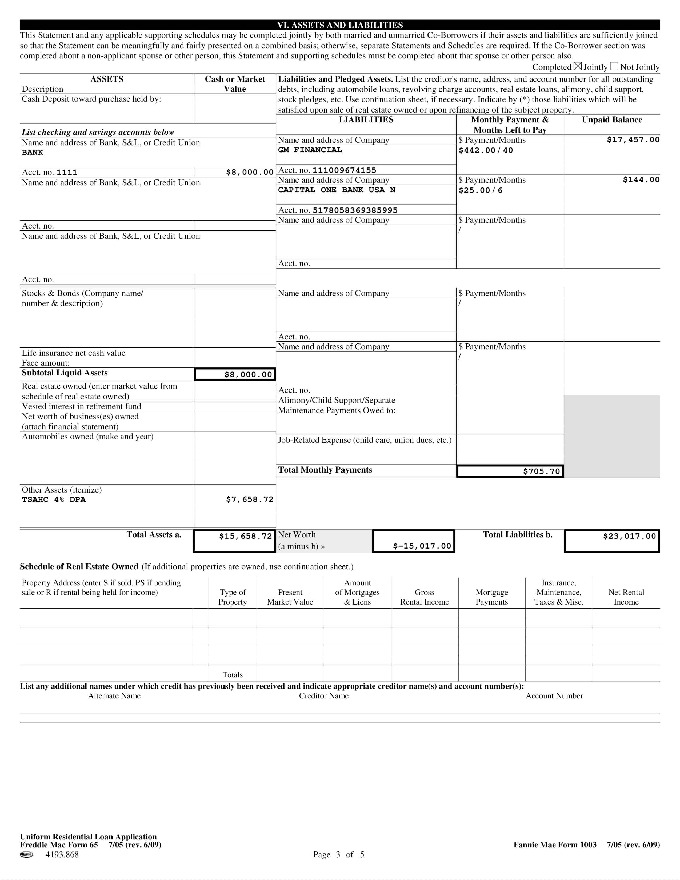 VI. ASSETS AND LIABILITIES
This Statement and any applicable supporting schedules may be completed jointly by both married and unmarried Co-Borrowers if their assets and liabilities are sufficiently joined
so that the Statement can be meaningfully and fairly presented on a combined basis; otherwise, separate Statements and Schedules are required. If the Co-Borrower section was
completed about a non-applicant spouse or other person, this Statement and supporting schedules must be completed about that spouse or other person also.
Completed ☒ Jointly ☐ Not Jointly
ASSETS
Description
Cash or Market
Value
Cash Deposit toward purchase held by:
List checking and savings accounts below
Name and address of Bank, S&L, or Credit Union
BANK
Acct. no. 1111 $8,000.00
Name and address of Bank, S&L, or Credit Union
Acct. no.
Name and address of Bank, S&L, or Credit Union
Acct. no.
Stocks & Bonds (Company name/
number & description)
Life insurance net cash value
Face amount:
Subtotal Liquid Assets $8,000.00
Real estate owned (enter market value from
schedule of real estate owned)
Vested interest in retirement fund
Net worth of business(es) owned
(attach financial statement)
Automobiles owned (make and year)
Other Assets (itemize)
TSAHC 4% DPA $7,658.72
Total Assets a. $15,658.72
Liabilities and Pledged Assets. List the creditor's name, address, and account number for all outstanding
debts, including automobile loans, revolving charge accounts, real estate loans, alimony, child support,
stock pledges, etc. Use continuation sheet, if necessary. Indicate by (*) those liabilities which will be
satisfied upon sale of real estate owned or upon refinancing of the subject property.
LIABILITIES
Monthly Payment &
Months Left to Pay
Unpaid Balance
Name and address of Company $ Payment/Months $17,457.00
GM FINANCIAL $442.00/40
Acct. no. 111009674155
Name and address of Company $ Payment/Months $144.00
CAPITAL ONE BANK USA N $25.00/6
Acct. no. 5178058369385995
Name and address of Company $ Payment/Months
/
Acct. no.
Name and address of Company $ Payment/Months
/
Acct. no.
Name and address of Company $ Payment/Months
/
Acct. no.
Alimony/Child Support/Separate
Maintenance Payments Owed to:
Job-Related Expense (child care, union dues, etc.)
Total Monthly Payments $705.70
Net Worth
(a minus b) » $-15,017.00
Total Liabilities b. $23,017.00
Schedule of Real Estate Owned (If additional properties are owned, use continuation sheet.)
Property Address (enter S if sold, PS if pending
sale or R if rental being held for income)
Type of
Property
Present
Market Value
Amount
of Mortgages
& Liens
Gross
Rental Income
Mortgage
Payments
Insurance,
Maintenance,
Taxes & Misc.
Net Rental
Income
Totals
List any additional names under which credit has previously been received and indicate appropriate creditor name(s) and account number(s):
Alternate Name Creditor Name Account Number
Uniform Residential Loan Application
Freddie Mac Form 65 7/05 (rev. 6/09) Fannie Mae Form 1003 7/05 (rev. 6/09)
4193.868 Page 3 of 5